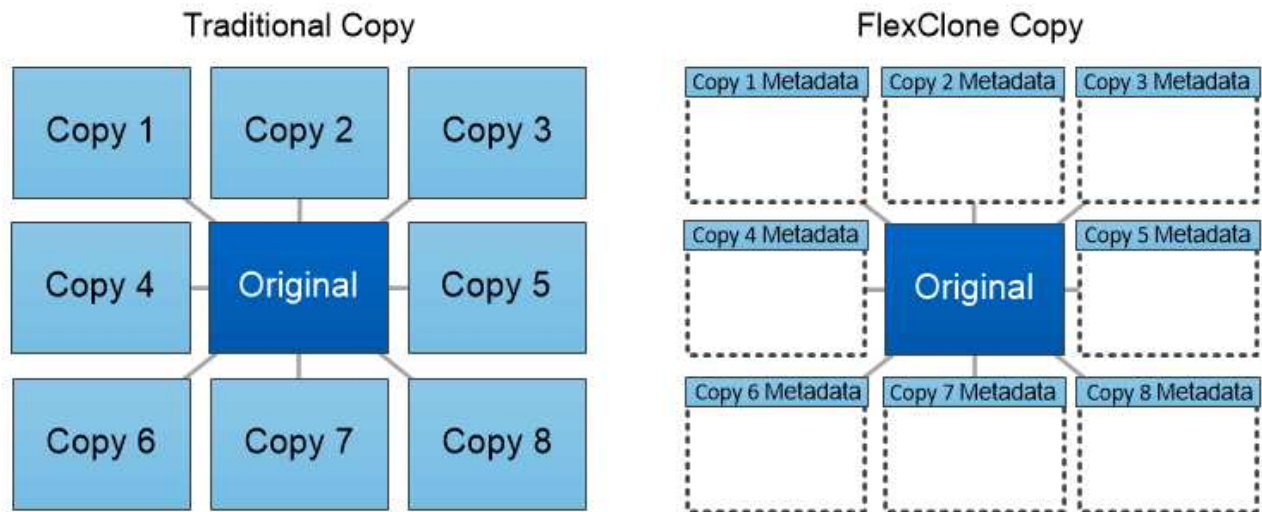 Traditional Copy
Copy 1
Copy 2
Copy 3
Copy 4
Original
Copy 5
Copy 6
Copy 7
Copy 8
FlexClone Copy
Copy 1 Metadata
Copy 2 Metadata
Copy 3 Metadata
Copy 4 Metadata
Original
Copy 5 Metadata
Copy 6 Metadata
Copy 7 Metadata
Copy 8 Metadata